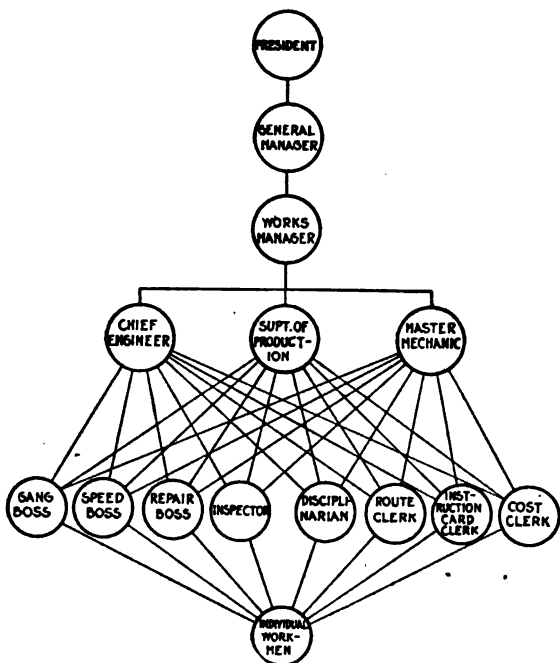 PRESIDENT
GENERAL
MANAGER
WORKS
MANAGER
CHIEF
ENGINEER
SUPT. OF
PRODUCT-
ION
MASTER
MECHANIC
GANG
BOSS
SPEED
BOSS
REPAIR
BOSS
INSPECTOR
DISCIPLI-
NARIAN
ROUTE
CLERK
INST-
RUCTION
CARD
CLERK
COST
CLERK
INDIVIDUAL
WORK-
MEN